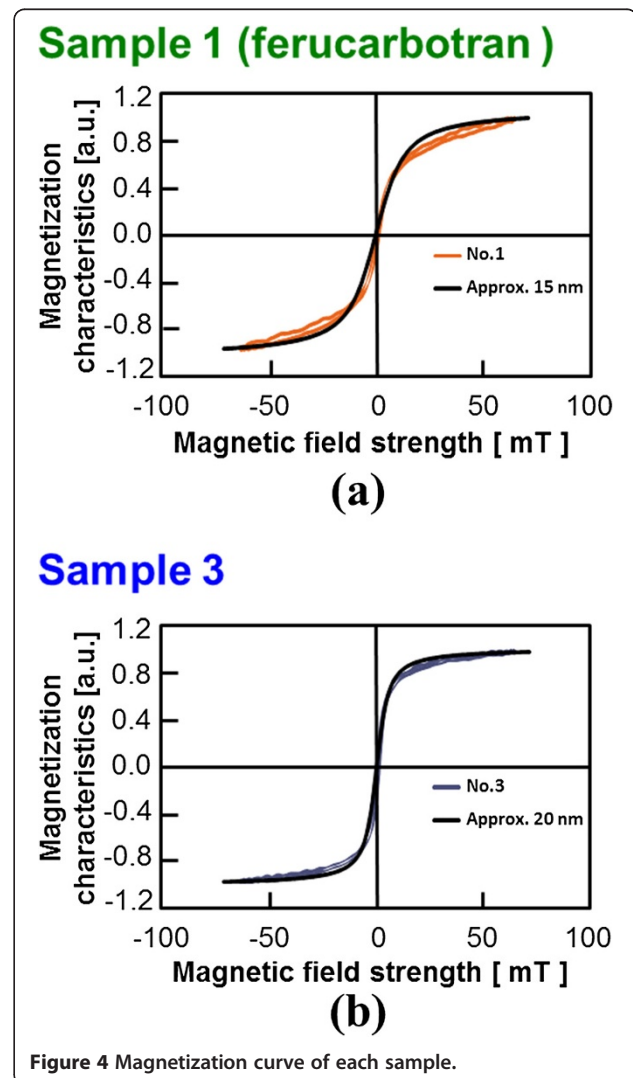 Sample 1 (ferucarbotran )
Magnetization
characteristics [a.u.]
1.2
0.8
0.4
0.0
-0.4
-0.8
-1.2
No.1
Approx. 15 nm
-100 -50 0 50 100
Magnetic field strength [ mT ]
(a)
Sample 3
Magnetization
characteristics [a.u.]
1.2
0.8
0.4
0.0
-0.4
-0.8
-1.2
No.3
Approx. 20 nm
-100 -50 0 50 100
Magnetic field strength [ mT ]
(b)
Figure 4 Magnetization curve of each sample.